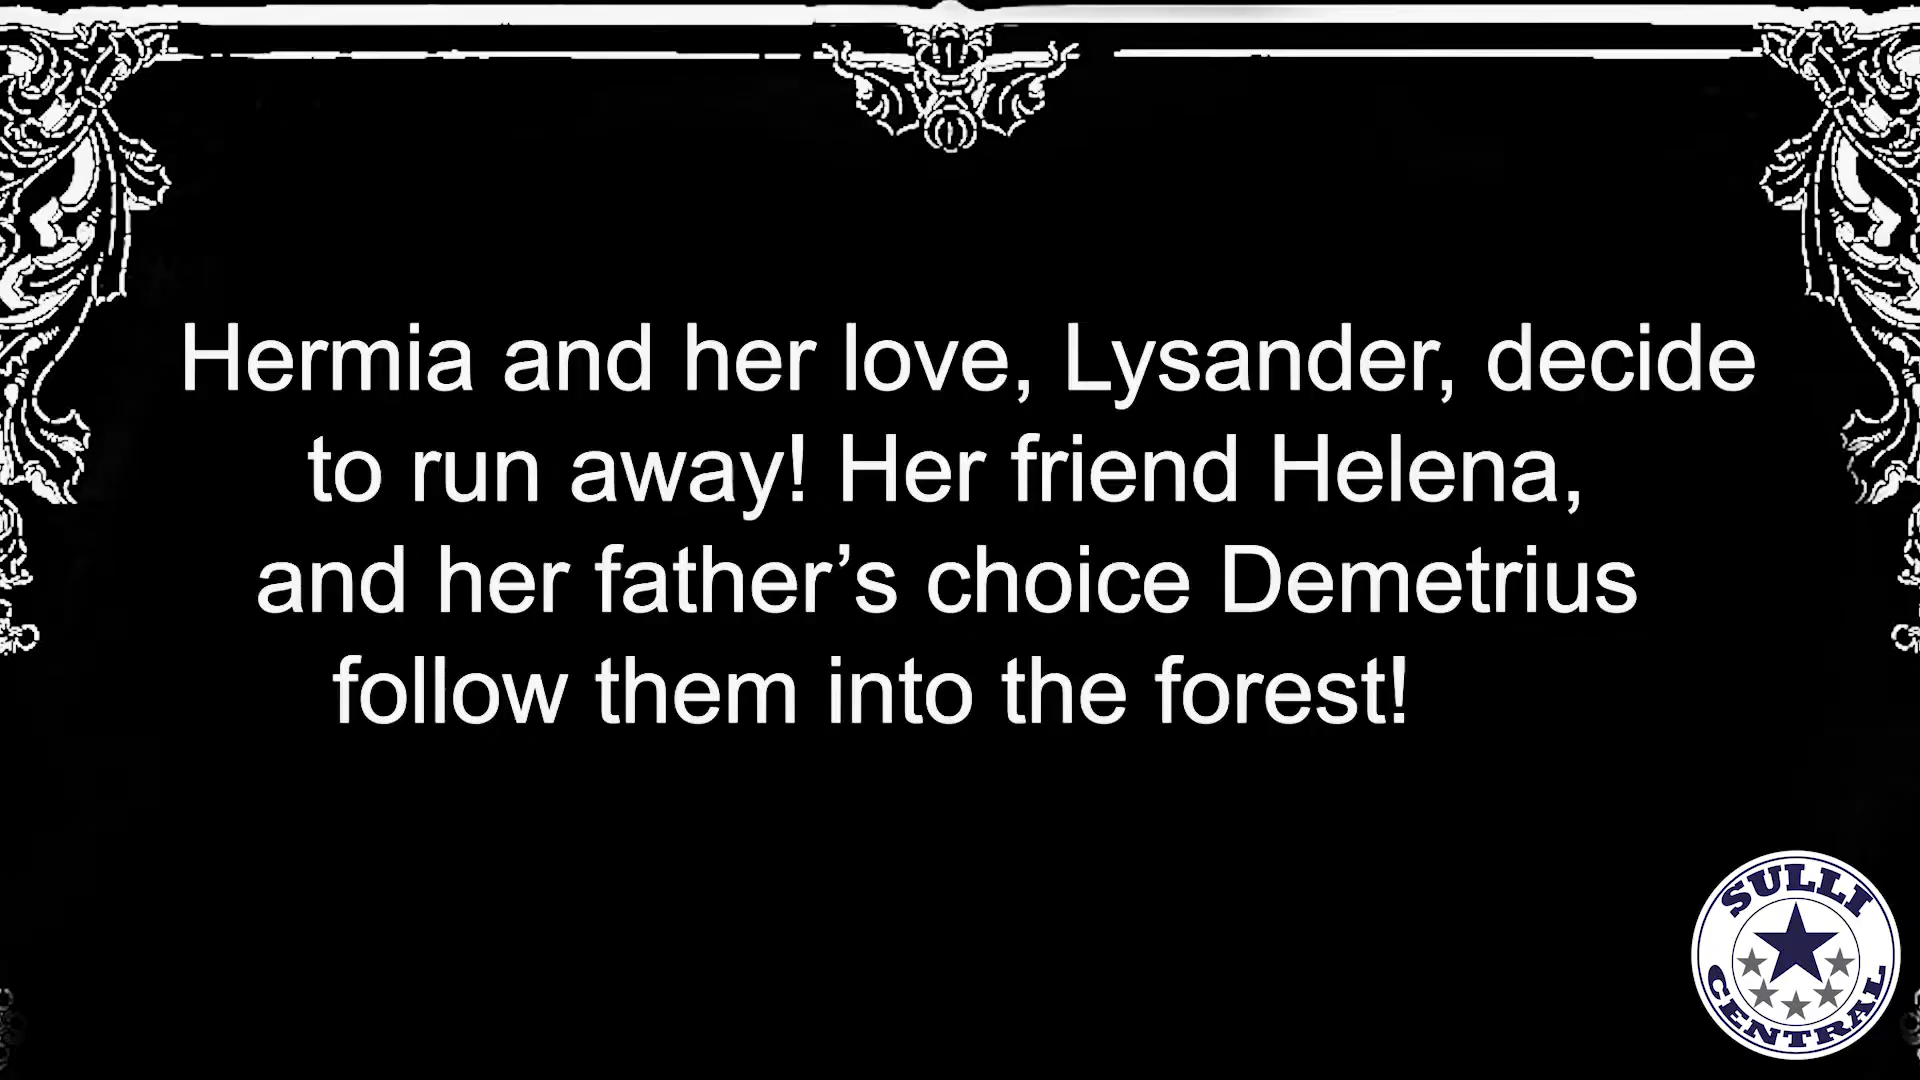 Hermia and her love, Lysander, decide
to run away! Her friend Helena,
and her father’s choice Demetrius
follow them into the forest!
SULLI
CENTRAL